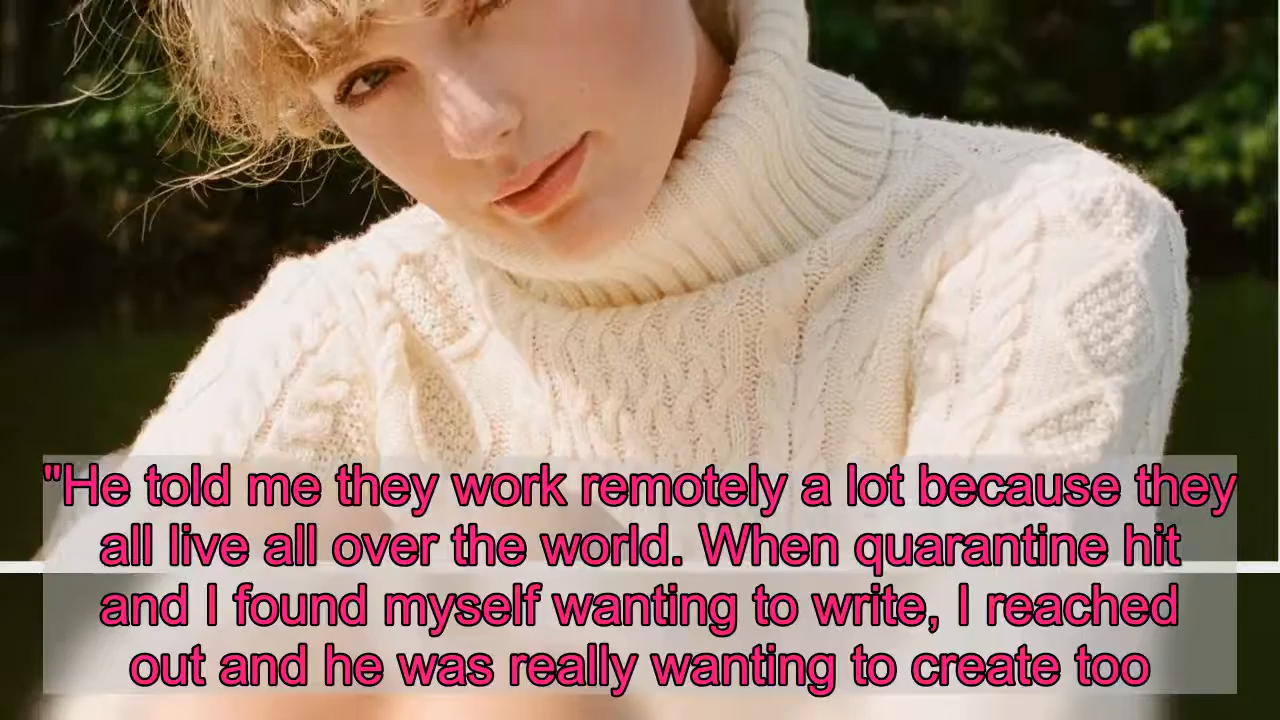 "He told me they work remotely a lot because they
all live all over the world. When quarantine hit
and I found myself wanting to write, I reached
out and he was really wanting to create too